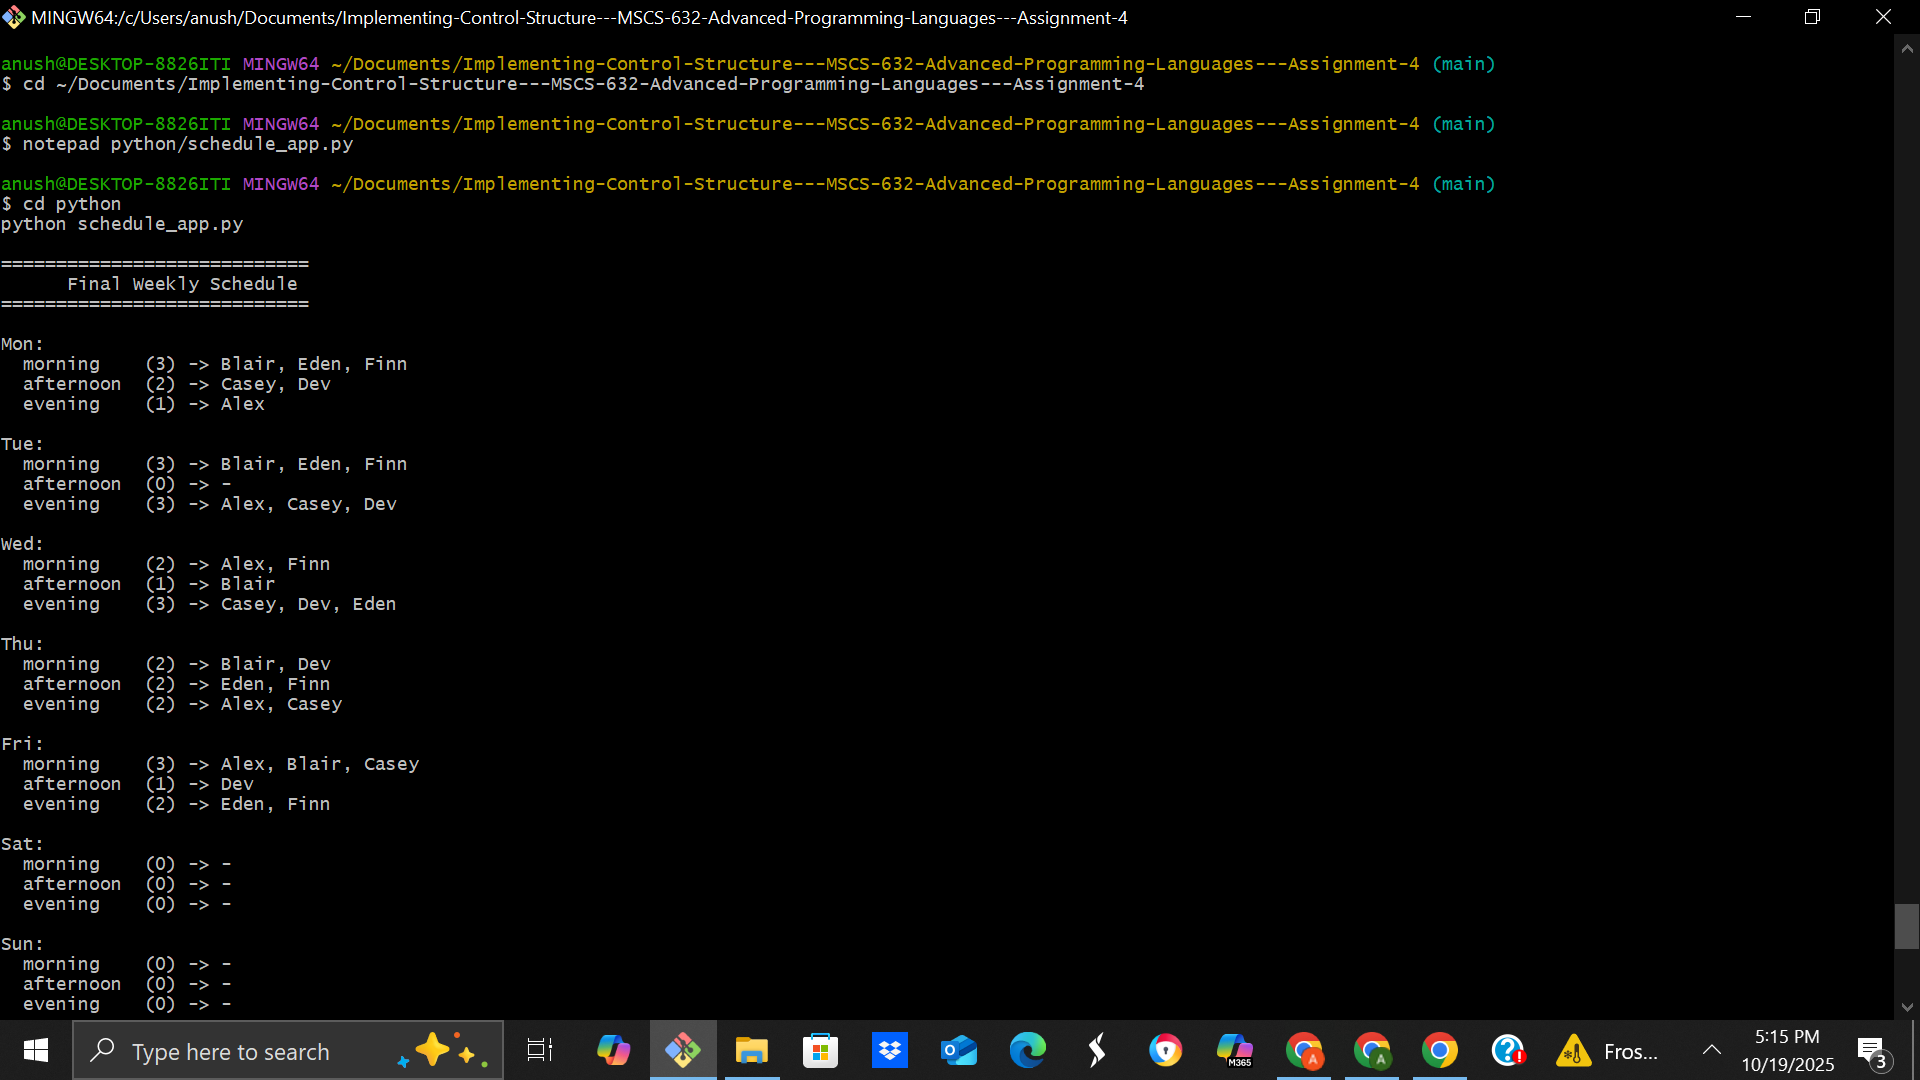 MINGW64:/c/Users/anush/Documents/Implementing-Control-Structure---MSCS-632-Advanced-Programming-Languages---Assignment-4
anush@DESKTOP-8826ITI MINGW64 ~/Documents/Implementing-Control-Structure---MSCS-632-Advanced-Programming-Languages---Assignment-4 (main)
$ cd ~/Documents/Implementing-Control-Structure---MSCS-632-Advanced-Programming-Languages---Assignment-4
anush@DESKTOP-8826ITI MINGW64 ~/Documents/Implementing-Control-Structure---MSCS-632-Advanced-Programming-Languages---Assignment-4 (main)
$ notepad python/schedule_app.py
anush@DESKTOP-8826ITI MINGW64 ~/Documents/Implementing-Control-Structure---MSCS-632-Advanced-Programming-Languages---Assignment-4 (main)
$ cd python
python schedule_app.py
============================
Final Weekly Schedule
============================
Mon:
morning (3) -> Blair, Eden, Finn
afternoon (2) -> Casey, Dev
evening (1) -> Alex
Tue:
morning (3) -> Blair, Eden, Finn
afternoon (0) -> -
evening (3) -> Alex, Casey, Dev
Wed:
morning (2) -> Alex, Finn
afternoon (1) -> Blair
evening (3) -> Casey, Dev, Eden
Thu:
morning (2) -> Blair, Dev
afternoon (2) -> Eden, Finn
evening (2) -> Alex, Casey
Fri:
morning (3) -> Alex, Blair, Casey
afternoon (1) -> Dev
evening (2) -> Eden, Finn
Sat:
morning (0) -> -
afternoon (0) -> -
evening (0) -> -
Sun:
morning (0) -> -
afternoon (0) -> -
evening (0) -> -
Type here to search
M365
A
A
Fros...
5:15 PM
10/19/2025
3